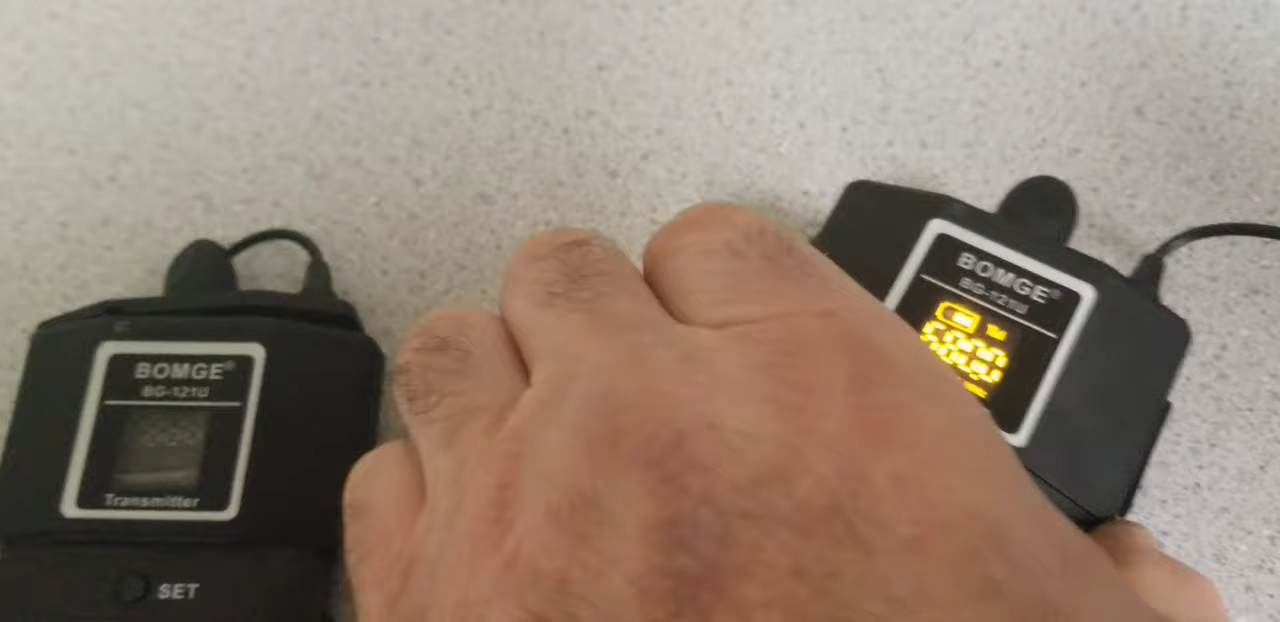 BOMGE®
BG-121U
Transmitter
SET
BOMGE®
BG-121U